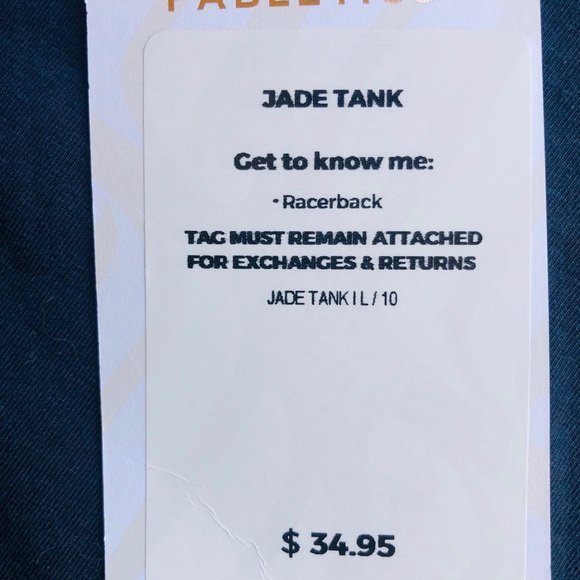 FABLETICS
JADE TANK
Get to know me:
• Racerback
TAG MUST REMAIN ATTACHED
FOR EXCHANGES & RETURNS
JADE TANK I L / 10
$ 34.95